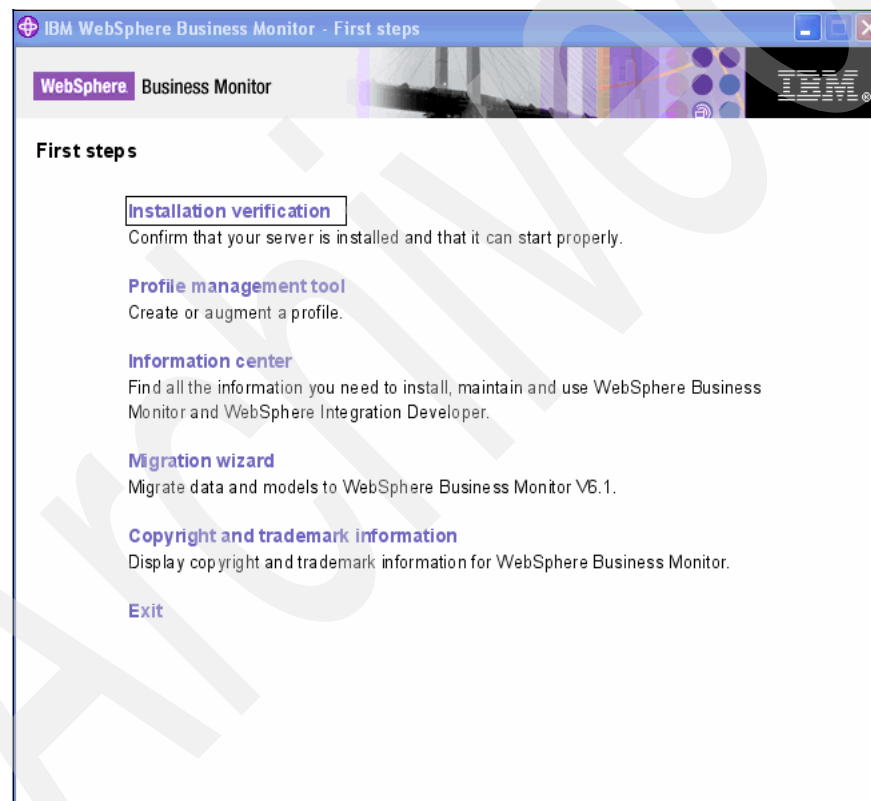 IBM WebSphere Business Monitor - First steps
WebSphere. Business Monitor
IBM®
First steps
Installation verification
Confirm that your server is installed and that it can start properly.
Profile management tool
Create or augment a profile.
Information center
Find all the information you need to install, maintain and use WebSphere Business
Monitor and WebSphere Integration Developer.
Migration wizard
Migrate data and models to WebSphere Business Monitor V6.1.
Copyright and trademark information
Display copyright and trademark information for WebSphere Business Monitor.
Exit